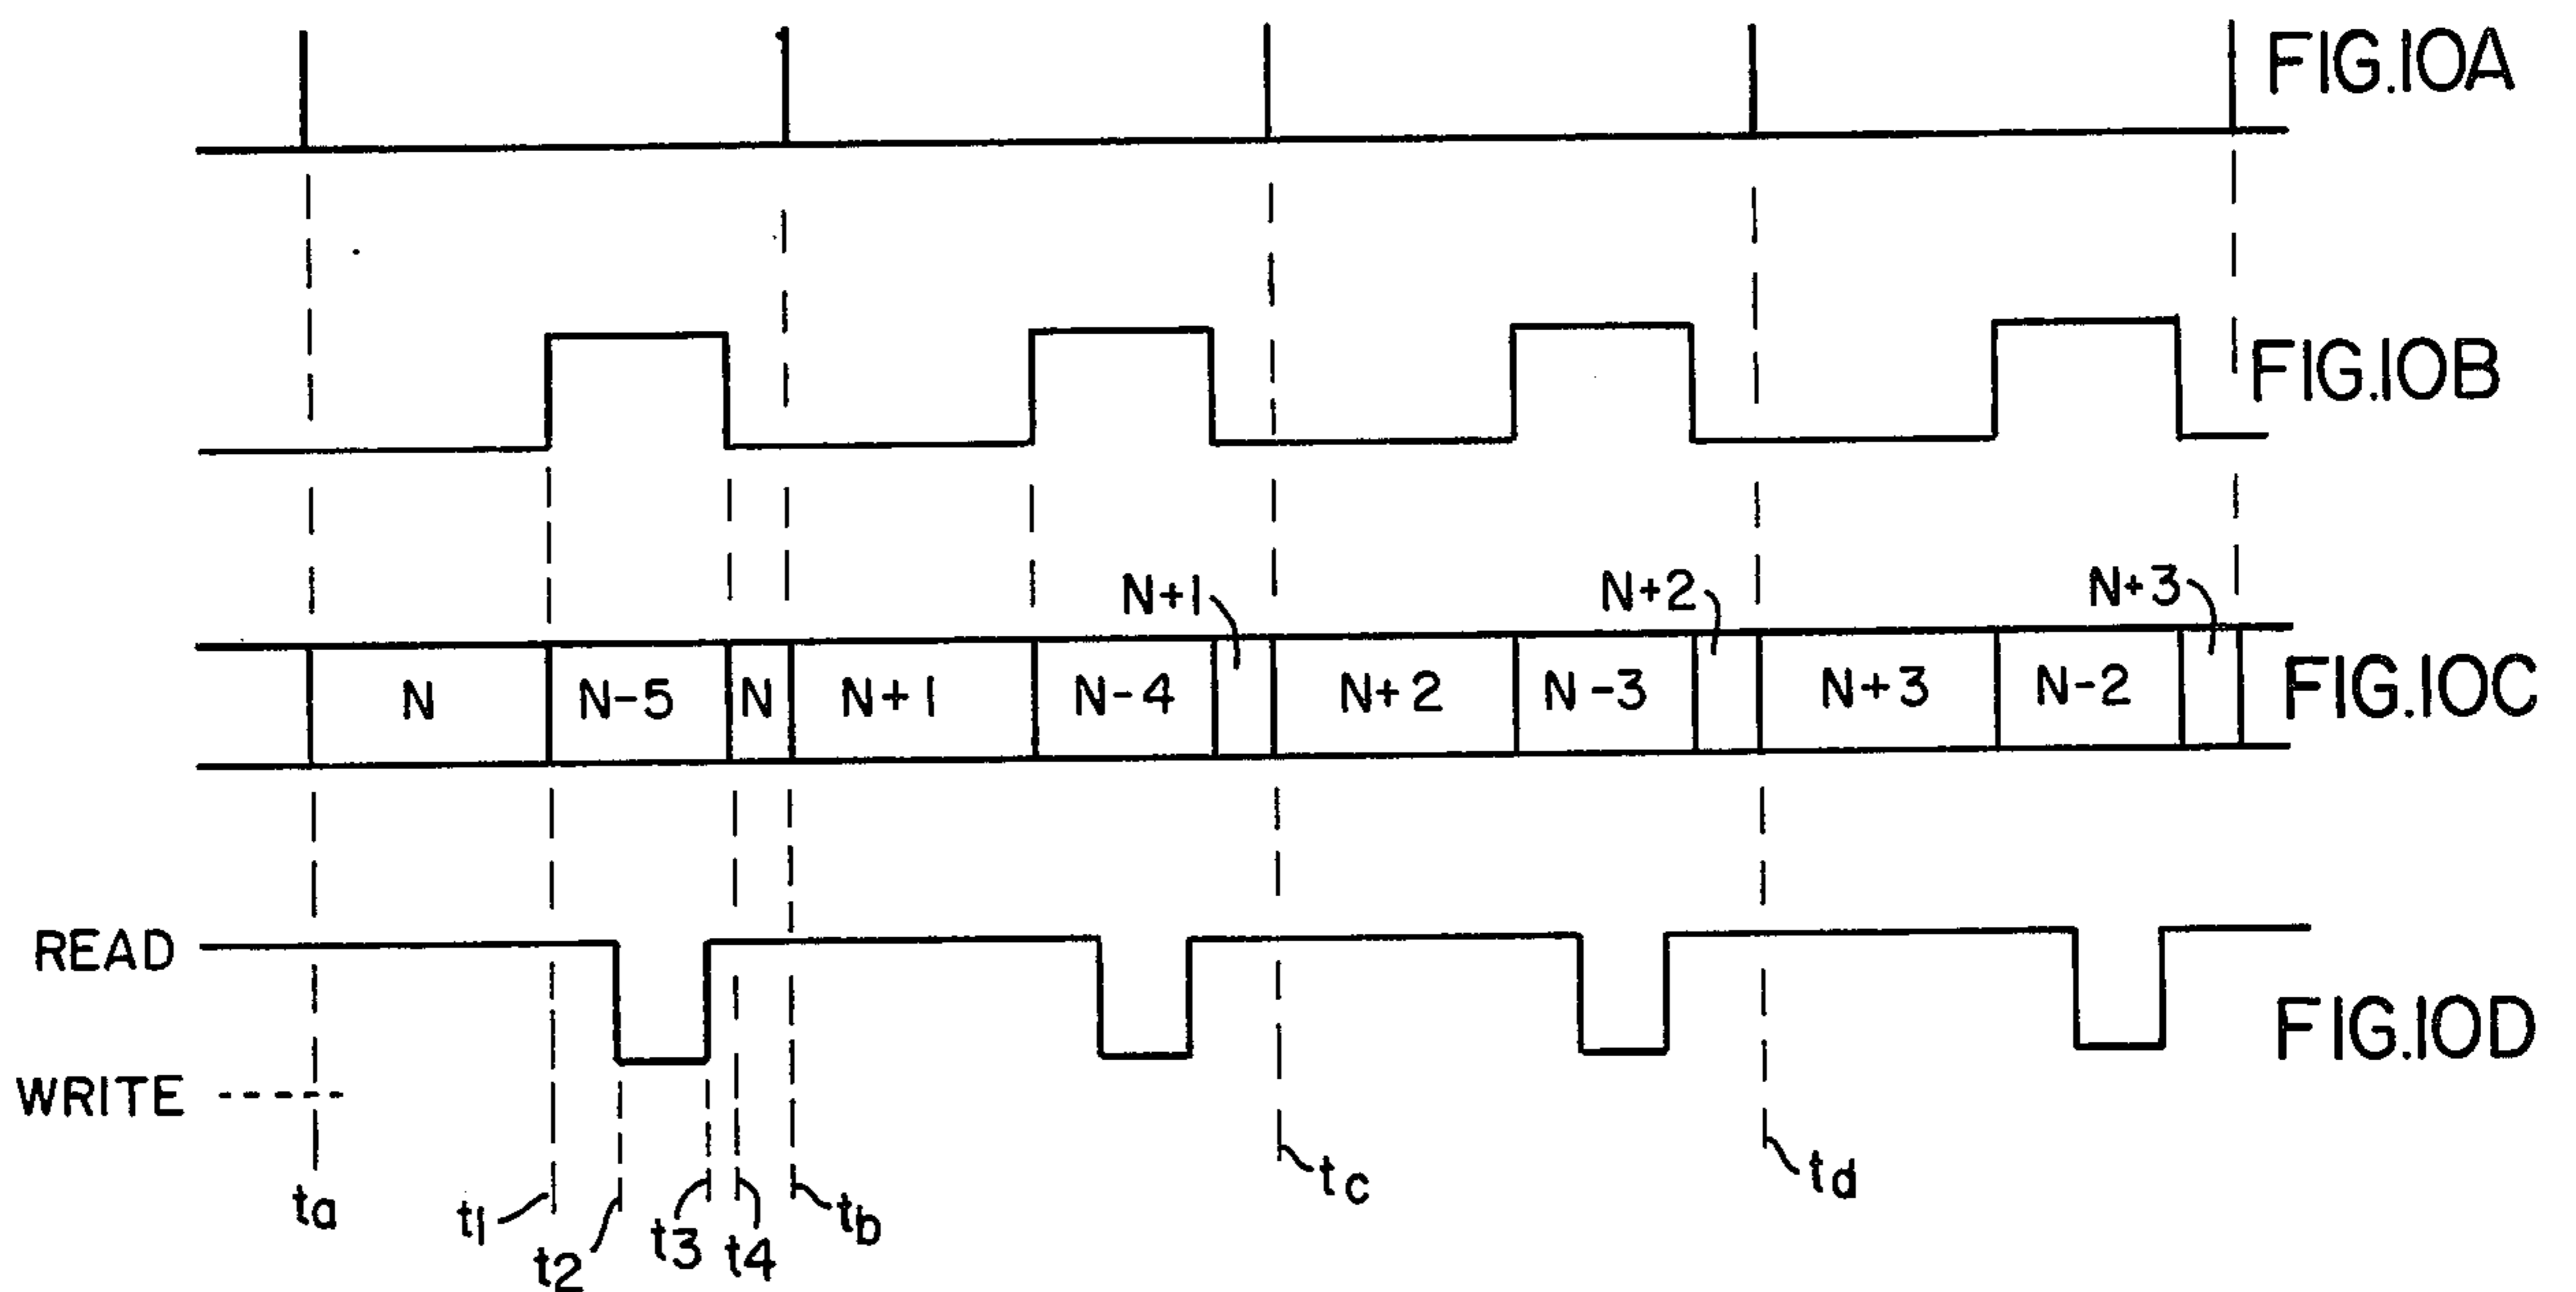 FIG.10A
FIG.10B
N+1
N+2
N+3
N
N-5
N
N+1
N-4
N+2
N-3
N+3
N-2
FIG.10C
READ
FIG.10D
WRITE
ta
t1
t2
t3
t4
tb
tc
td